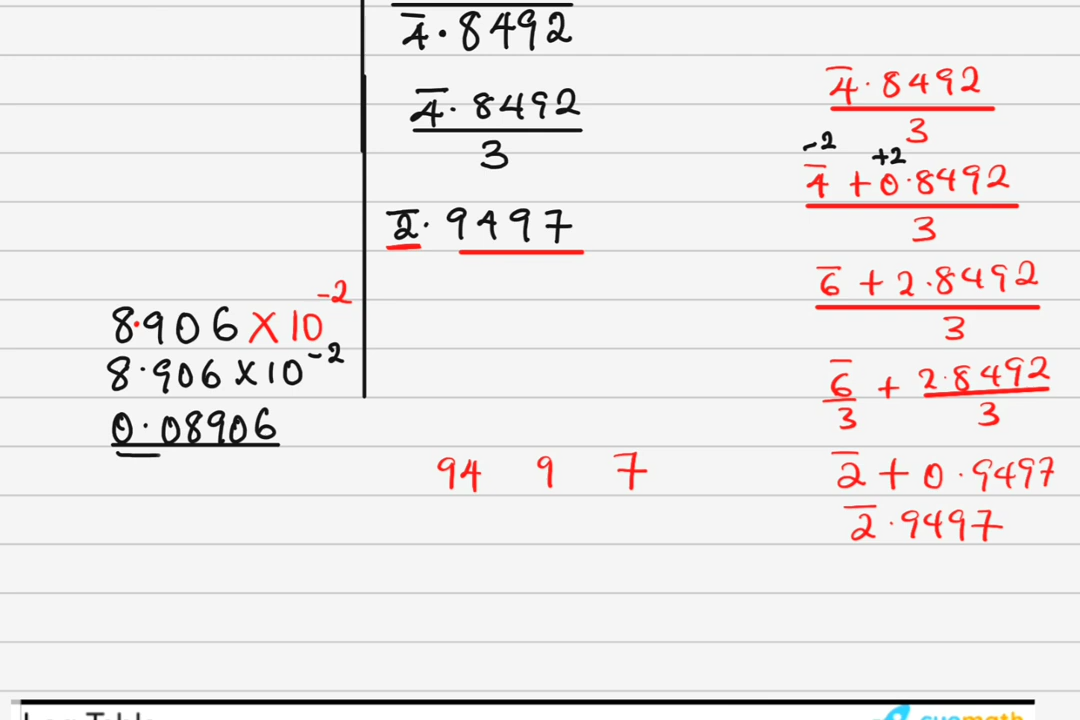 4̅.8492
4̅.8492
3
2̅.9497
8.906 × 10⁻²
8.906 × 10⁻²
0.08906
94 9 7
4̅.8492
3
-2 +2
4̅ + 0.8492
3
6̅ + 2.8492
3
6̅ + 2.8492
3 3
2̅ + 0.9497
2̅.9497